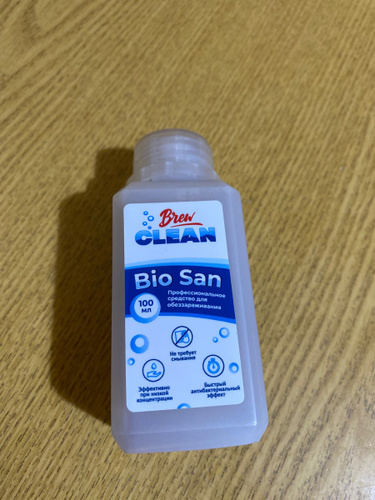 Brew
CLEAN
Bio San
100
мл
Профессиональное
средство для
обеззараживания
Не требует
смывания
Эффективно
при низкой
концентрации
Быстрый
антибактериальный
эффект